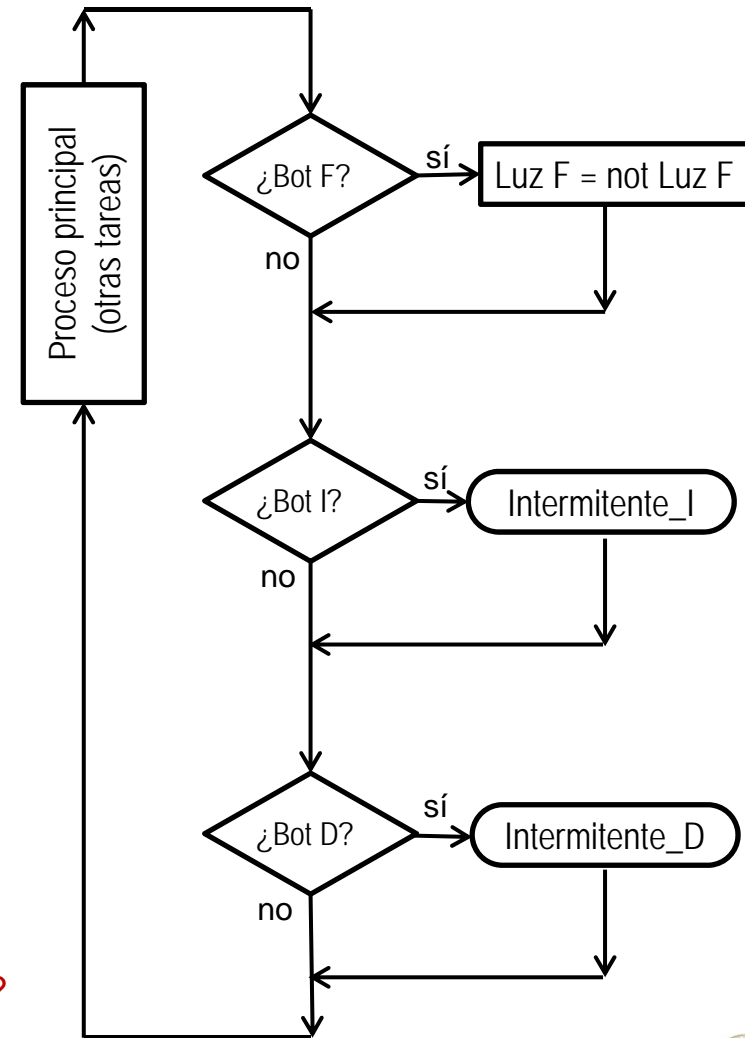 Proceso principal
(otras tareas)
¿Bot F?
sí
Luz F = not Luz F
no
¿Bot I?
sí
Intermitente_I
no
¿Bot D?
sí
Intermitente_D
no
?